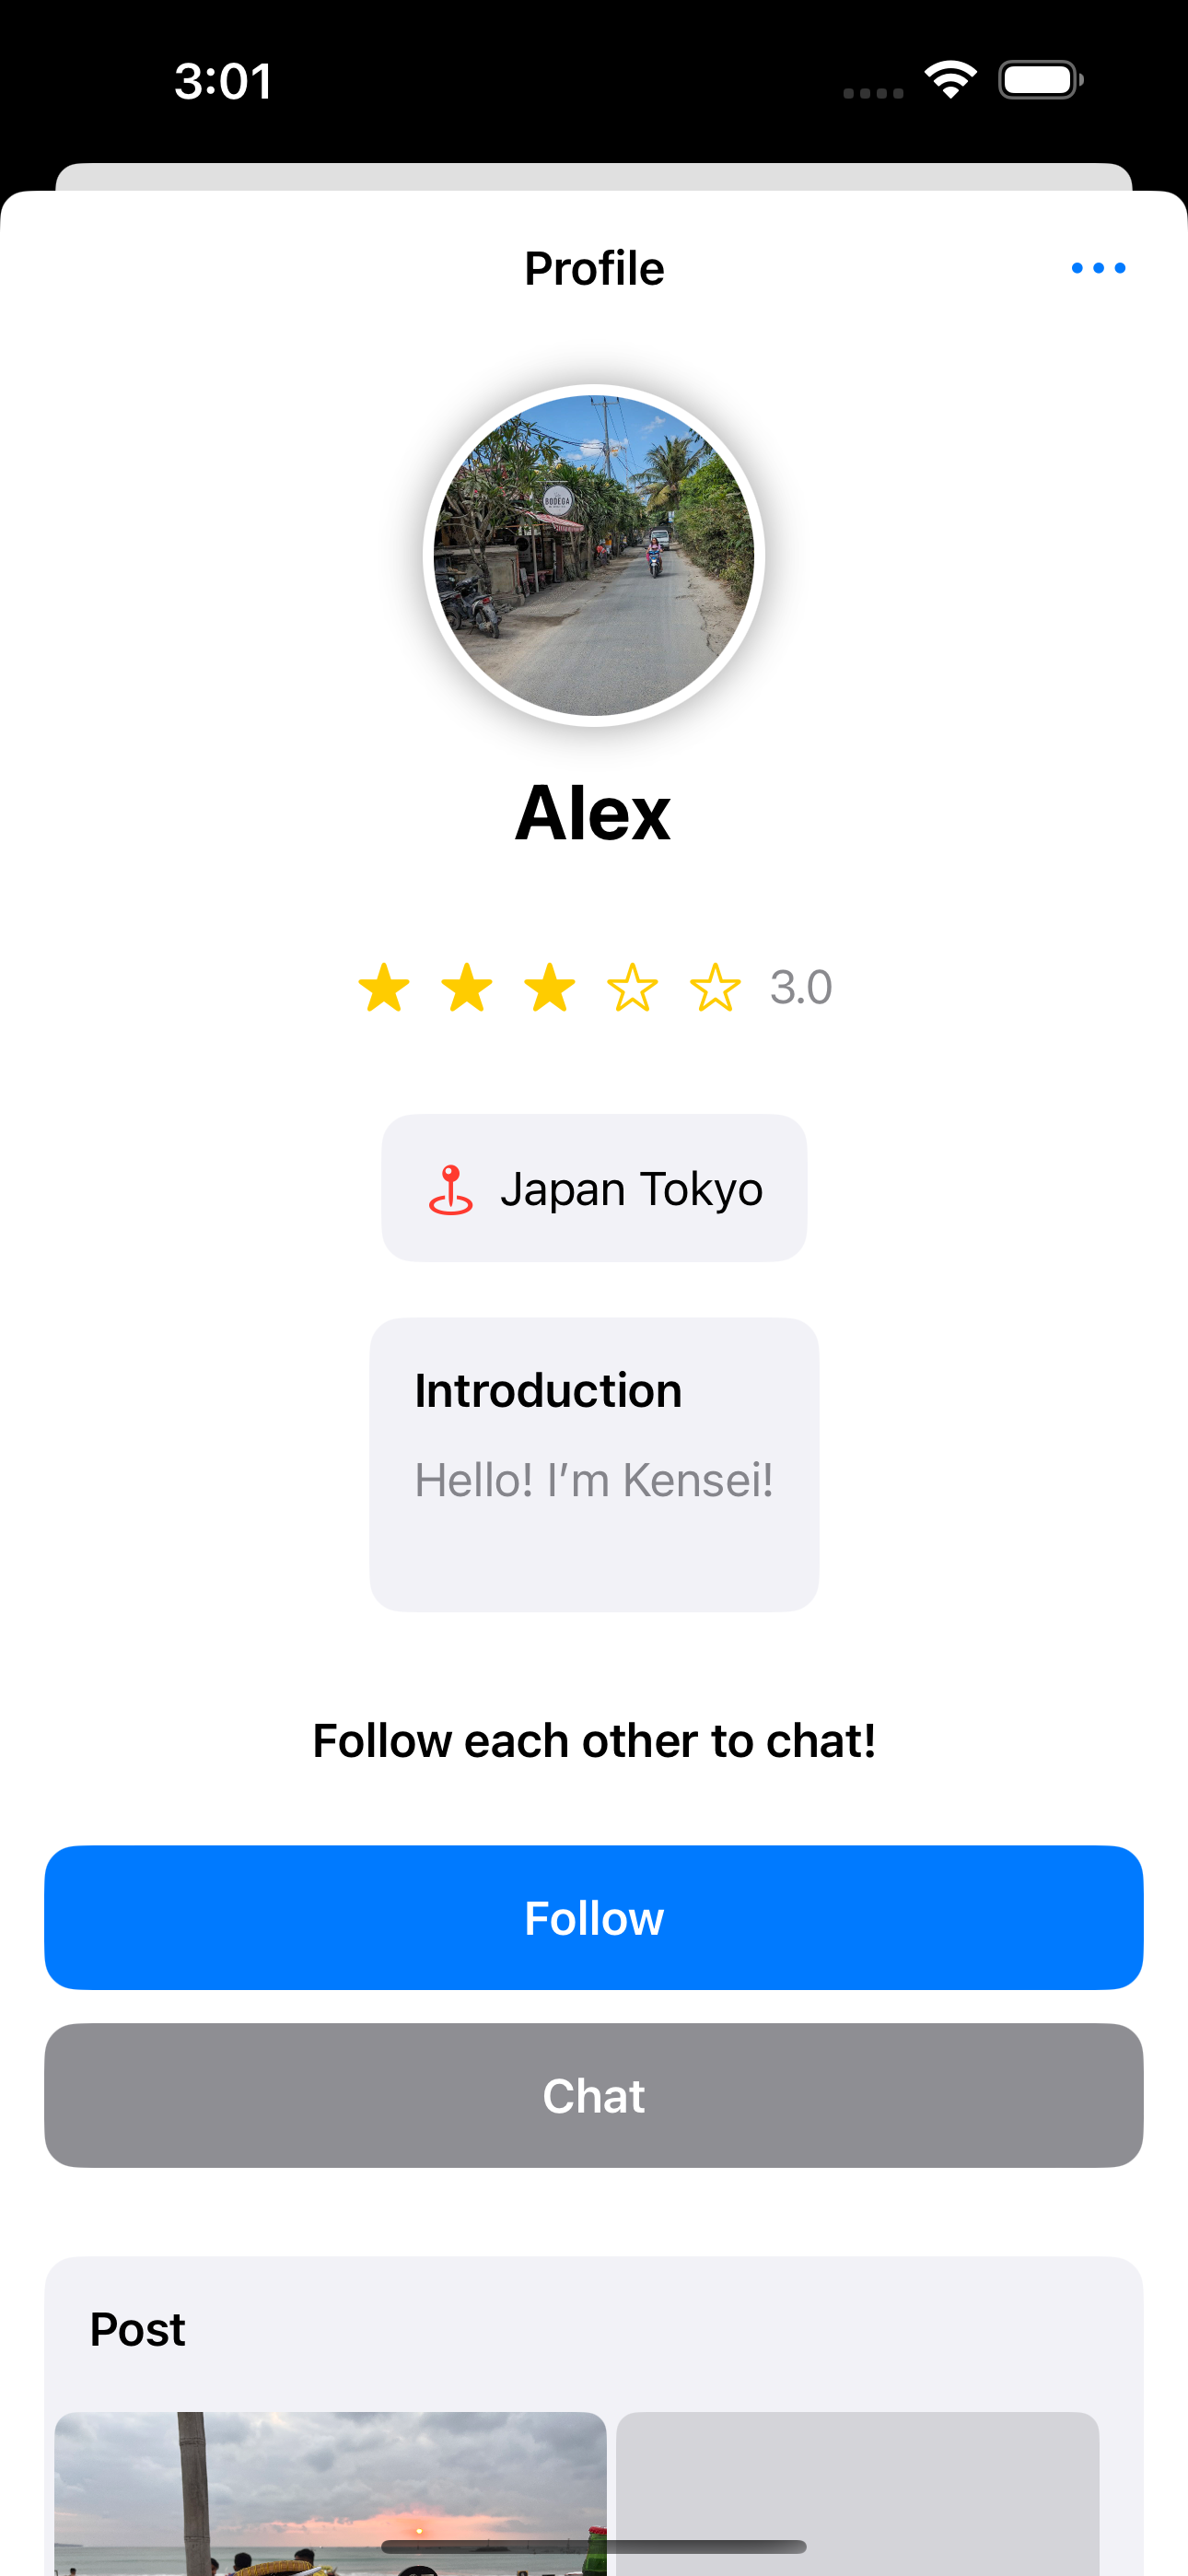 3:01
Profile
BODEGA
Alex
3.0
Japan Tokyo
Introduction
Hello! I’m Kensei!
Follow each other to chat!
Follow
Chat
Post